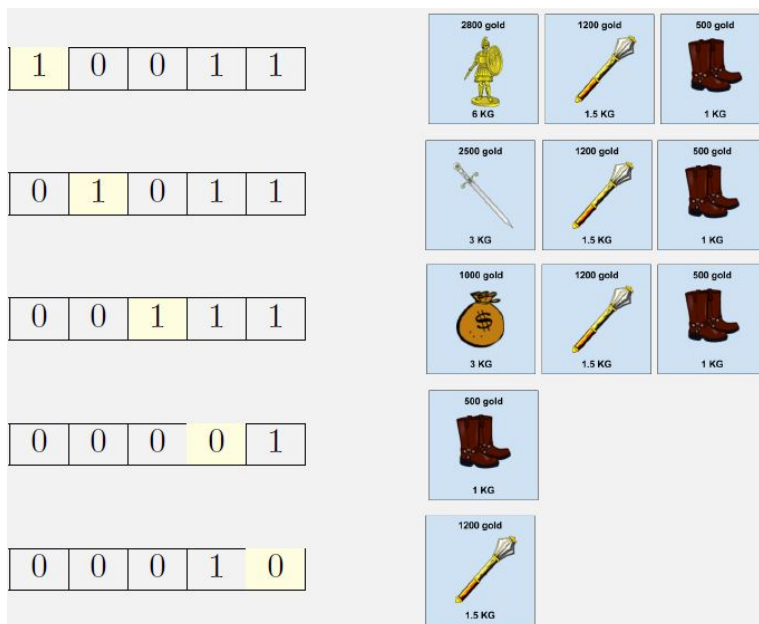 1 0 0 1 1
2800 gold 1200 gold 500 gold
6 KG 1.5 KG 1 KG
0 1 0 1 1
2500 gold 1200 gold 500 gold
3 KG 1.5 KG 1 KG
0 0 1 1 1
1000 gold 1200 gold 500 gold
$
3 KG 1.5 KG 1 KG
0 0 0 0 1
500 gold
1 KG
0 0 0 1 0
1200 gold
1.5 KG